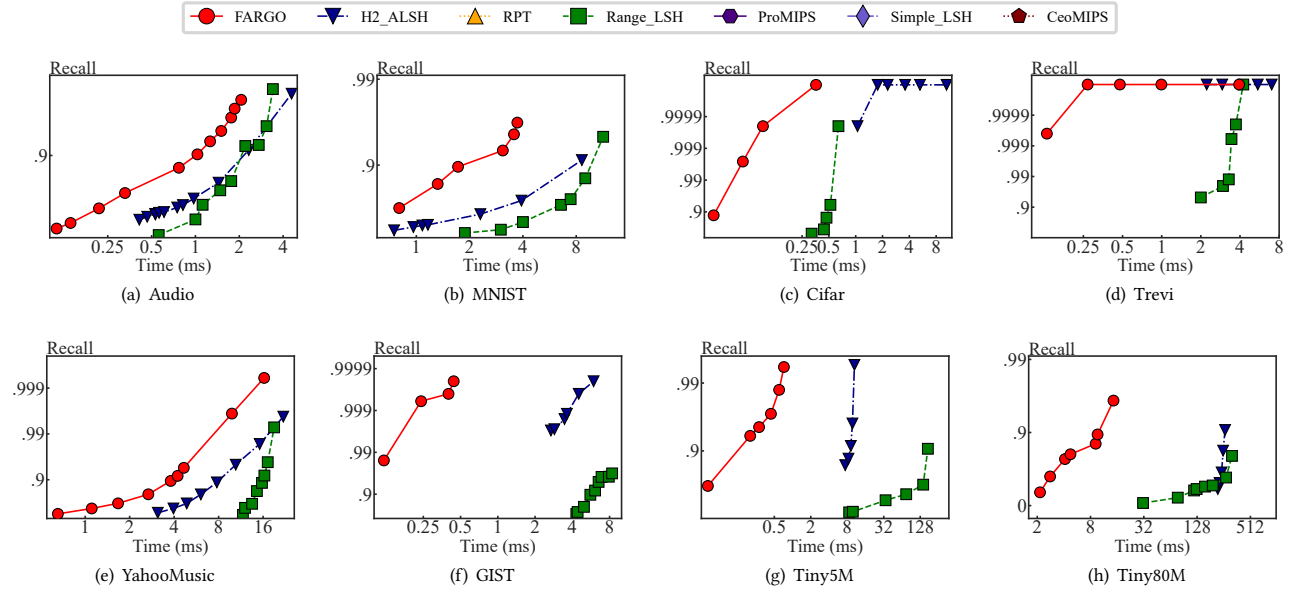 FARGO H2_ALSH RPT Range_LSH ProMIPS Simple_LSH CeoMIPS
Recall
.9
0.25 0.5 1 2 4
Time (ms)
(a) Audio
Recall
.99
.9
1 2 4 8
Time (ms)
(b) MNIST
Recall
.9999
.999
.99
.9
0.25 0.5 1 2 4 8
Time (ms)
(c) Cifar
Recall
.9999
.999
.99
.9
0.25 0.5 1 2 4 8
Time (ms)
(d) Trevi
Recall
.999
.99
.9
1 2 4 8 16
Time (ms)
(e) YahooMusic
Recall
.9999
.999
.99
.9
0.25 0.5 1 2 4 8
Time (ms)
(f) GIST
Recall
.99
.9
0.5 2 8 32 128
Time (ms)
(g) Tiny5M
Recall
.99
.9
0
2 8 32 128 512
Time (ms)
(h) Tiny80M